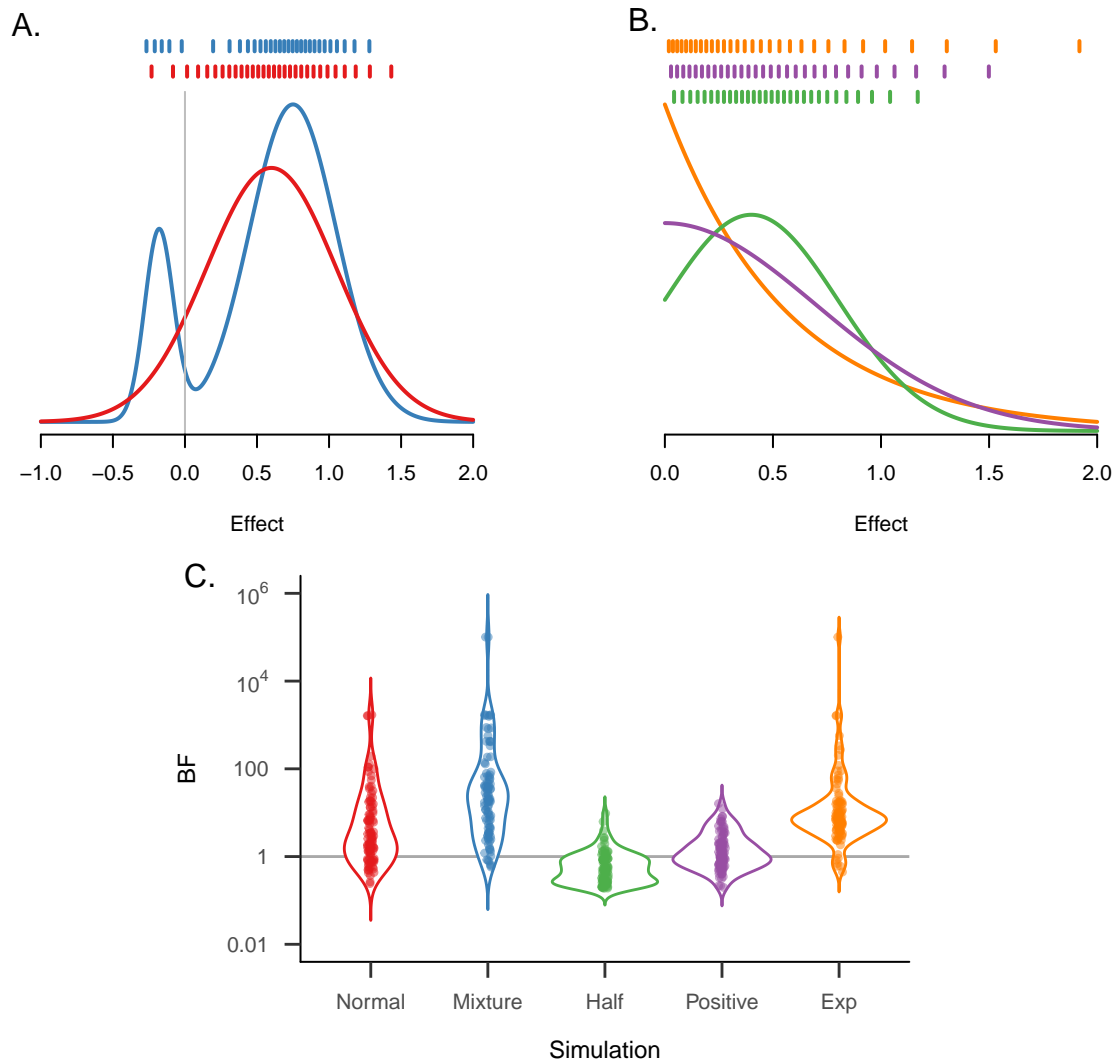 A.
−1.0 −0.5 0.0 0.5 1.0 1.5 2.0
Effect
B.
0.0 0.5 1.0 1.5 2.0
Effect
C.
10^6
10^4
100
1
0.01
BF
Normal Mixture Half Positive Exp
Simulation